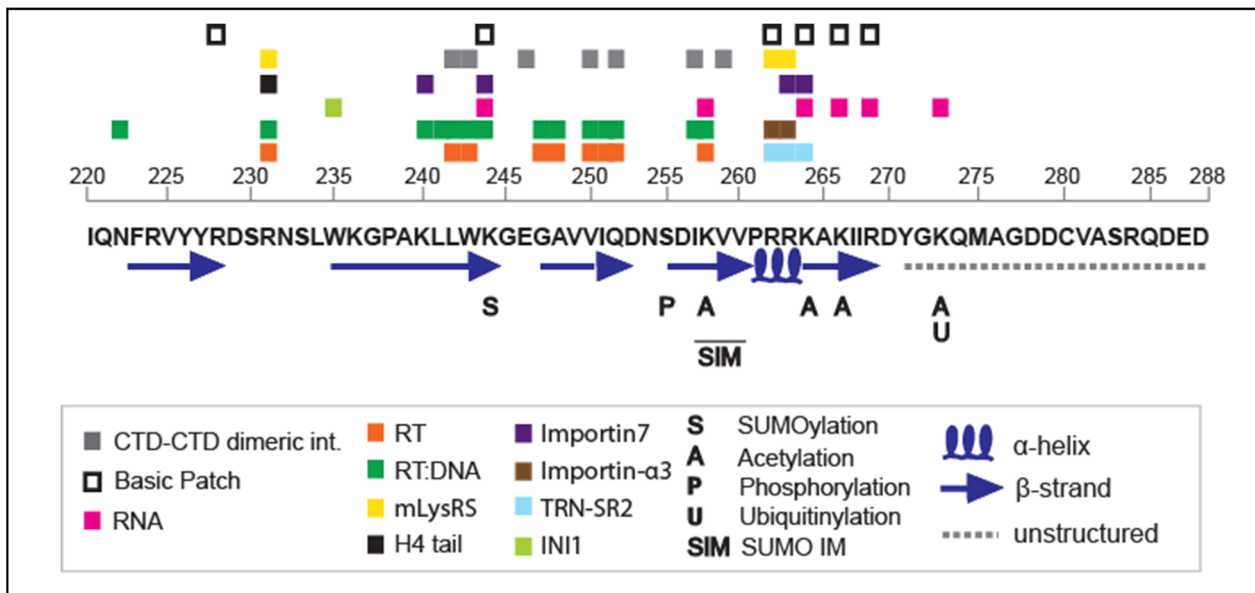 220 225 230 235 240 245 250 255 260 265 270 275 280 285 288
IQNFRVYYRDSRNSLWKGPAKLLWKGEGAVVIQDNSDIKVVPRRKAKIIRDYGKQMAGDDCVASRQDED
S P A A A A
U
SIM
CTD-CTD dimeric int. RT Importin7 S SUMOylation α-helix
Basic Patch RT:DNA Importin-α3 A Acetylation β-strand
RNA mLysRS TRN-SR2 P Phosphorylation unstructured
H4 tail INI1 U Ubiquitinylation
SIM SUMO IM